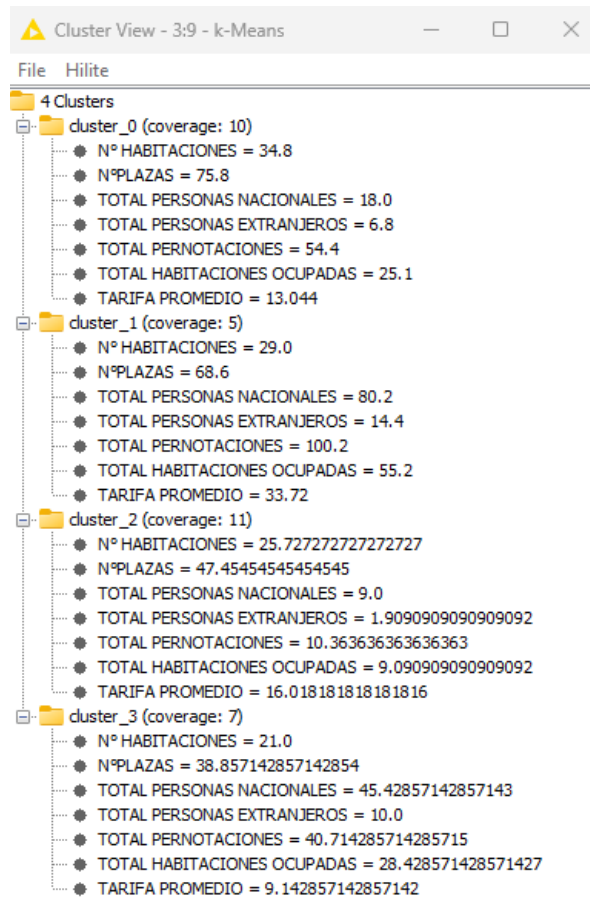 Cluster View - 3:9 - k-Means
File Hilite
4 Clusters
cluster_0 (coverage: 10)
Nº HABITACIONES = 34.8
NºPLAZAS = 75.8
TOTAL PERSONAS NACIONALES = 18.0
TOTAL PERSONAS EXTRANJEROS = 6.8
TOTAL PERNOTACIONES = 54.4
TOTAL HABITACIONES OCUPADAS = 25.1
TARIFA PROMEDIO = 13.044
cluster_1 (coverage: 5)
Nº HABITACIONES = 29.0
NºPLAZAS = 68.6
TOTAL PERSONAS NACIONALES = 80.2
TOTAL PERSONAS EXTRANJEROS = 14.4
TOTAL PERNOTACIONES = 100.2
TOTAL HABITACIONES OCUPADAS = 55.2
TARIFA PROMEDIO = 33.72
cluster_2 (coverage: 11)
Nº HABITACIONES = 25.727272727272727
NºPLAZAS = 47.45454545454545
TOTAL PERSONAS NACIONALES = 9.0
TOTAL PERSONAS EXTRANJEROS = 1.9090909090909092
TOTAL PERNOTACIONES = 10.363636363636363
TOTAL HABITACIONES OCUPADAS = 9.090909090909092
TARIFA PROMEDIO = 16.018181818181816
cluster_3 (coverage: 7)
Nº HABITACIONES = 21.0
NºPLAZAS = 38.857142857142854
TOTAL PERSONAS NACIONALES = 45.42857142857143
TOTAL PERSONAS EXTRANJEROS = 10.0
TOTAL PERNOTACIONES = 40.714285714285715
TOTAL HABITACIONES OCUPADAS = 28.428571428571427
TARIFA PROMEDIO = 9.142857142857142